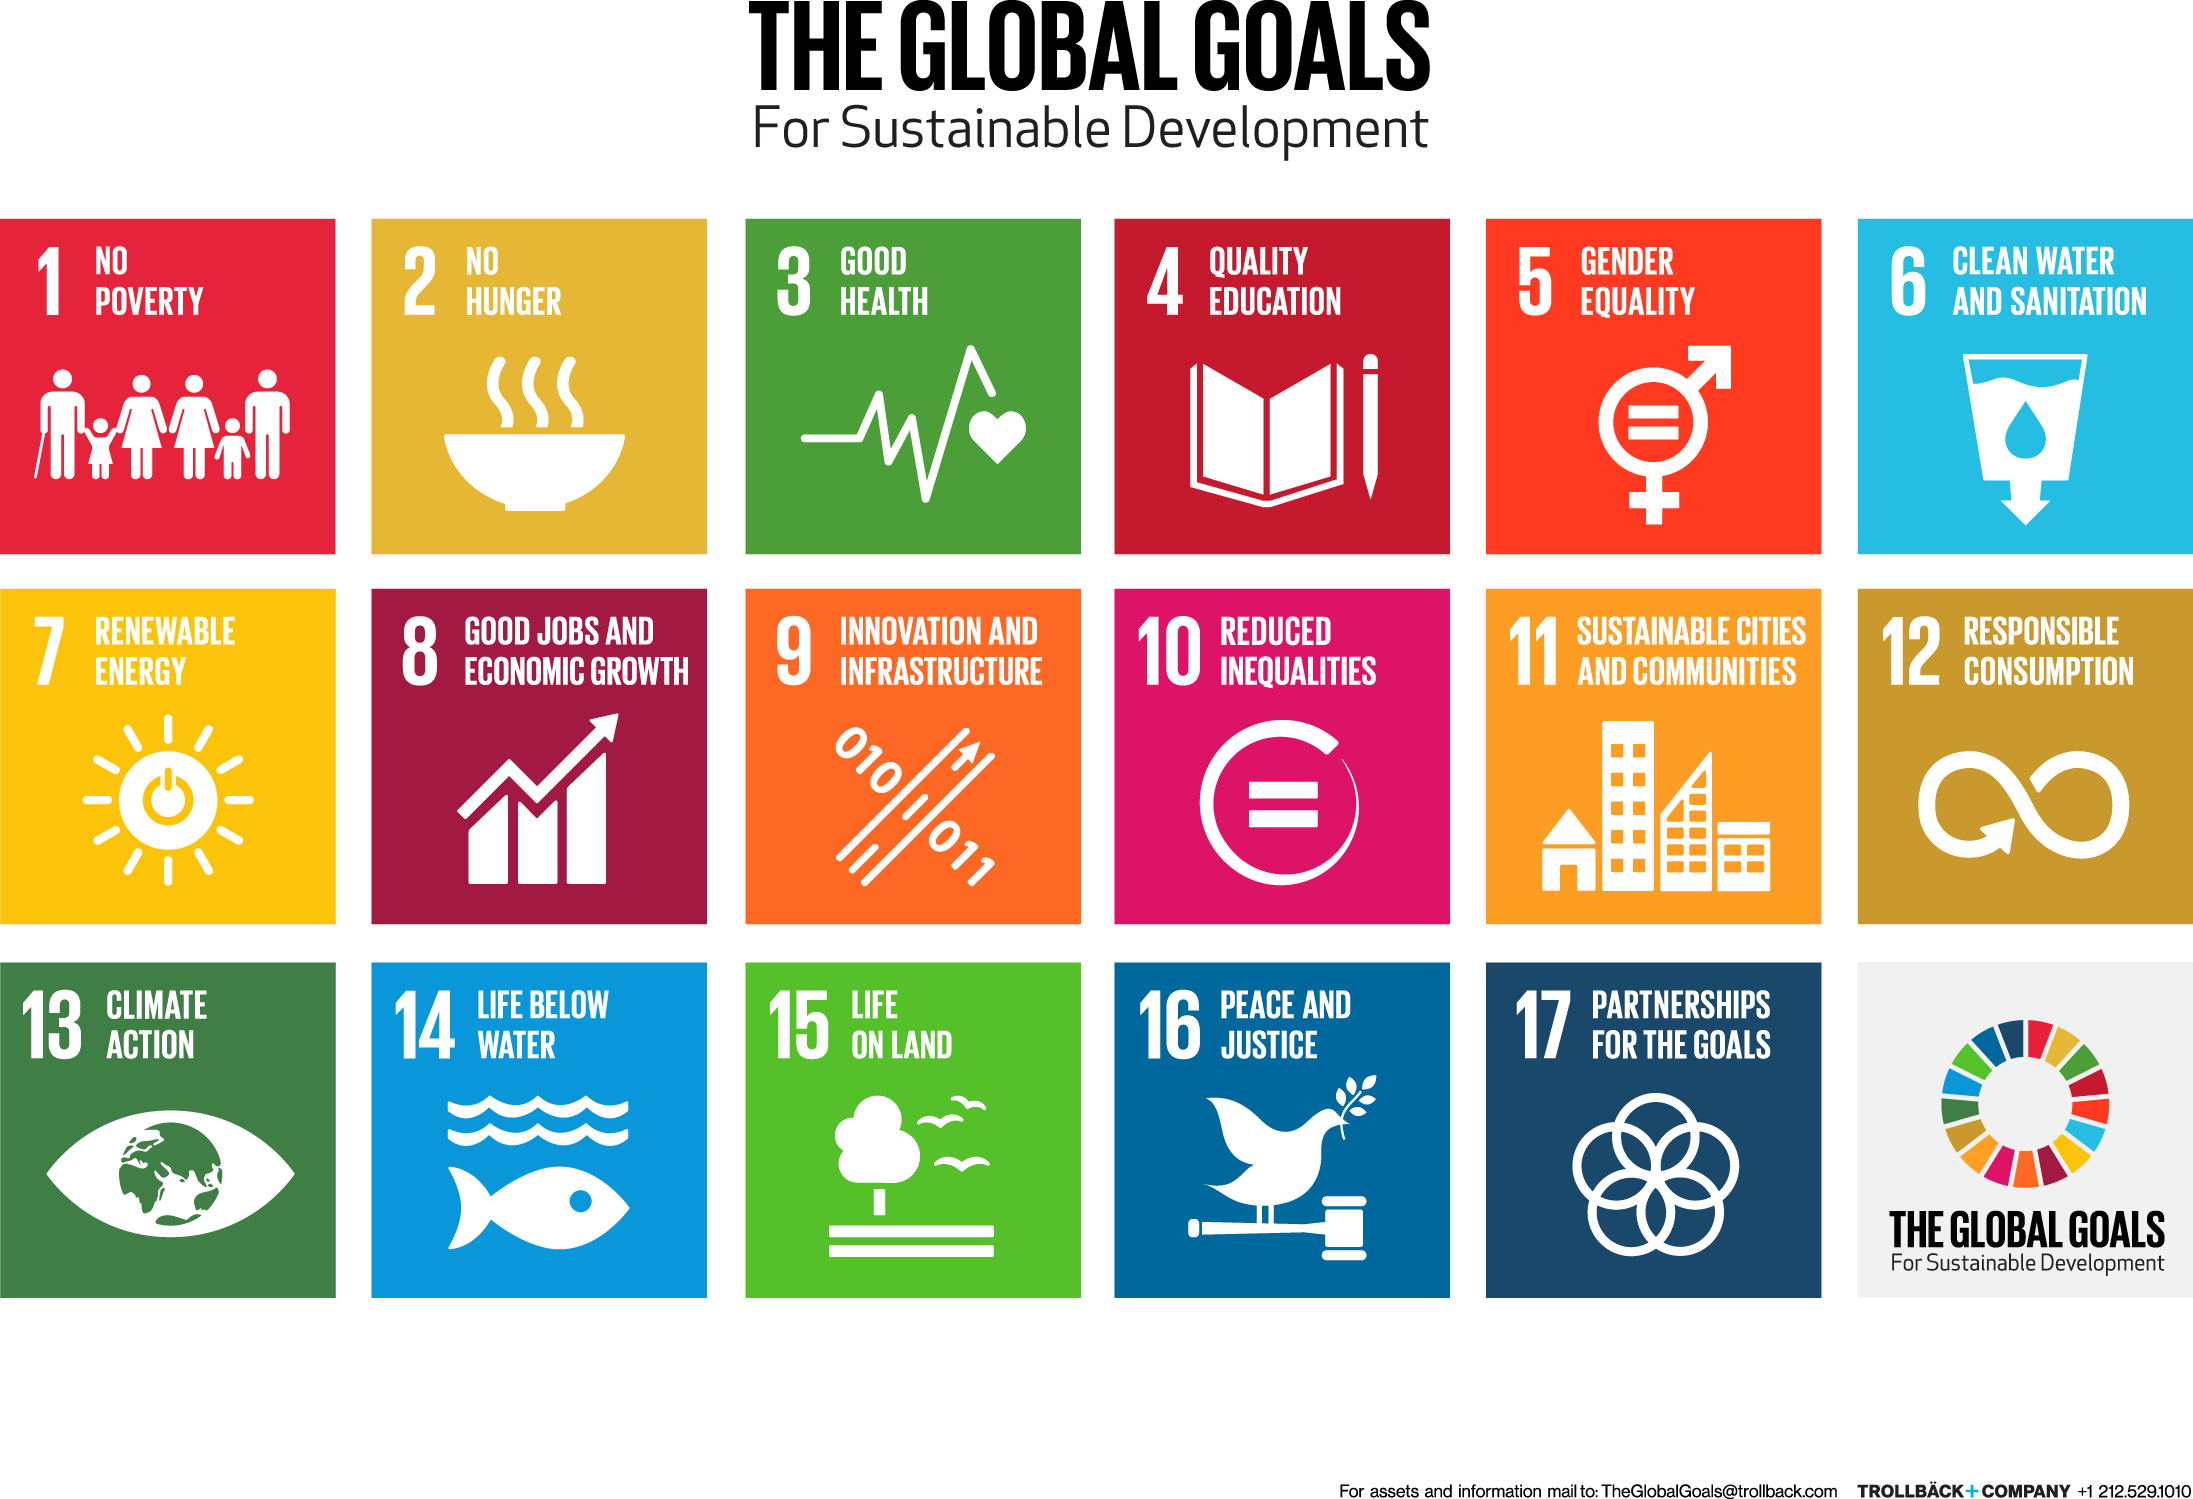 THE GLOBAL GOALS
For Sustainable Development
1 NO
POVERTY
2 NO
HUNGER
3 GOOD
HEALTH
4 QUALITY
EDUCATION
5 GENDER
EQUALITY
6 CLEAN WATER
AND SANITATION
7 RENEWABLE
ENERGY
8 GOOD JOBS AND
ECONOMIC GROWTH
9 INNOVATION AND
INFRASTRUCTURE
010
011
10 REDUCED
INEQUALITIES
11 SUSTAINABLE CITIES
AND COMMUNITIES
12 RESPONSIBLE
CONSUMPTION
13 CLIMATE
ACTION
14 LIFE BELOW
WATER
15 LIFE
ON LAND
16 PEACE AND
JUSTICE
17 PARTNERSHIPS
FOR THE GOALS
THE GLOBAL GOALS
For Sustainable Development
For assets and information mail to: TheGlobalGoals@trollback.com TROLLBÄCK+COMPANY +1 212.529.1010